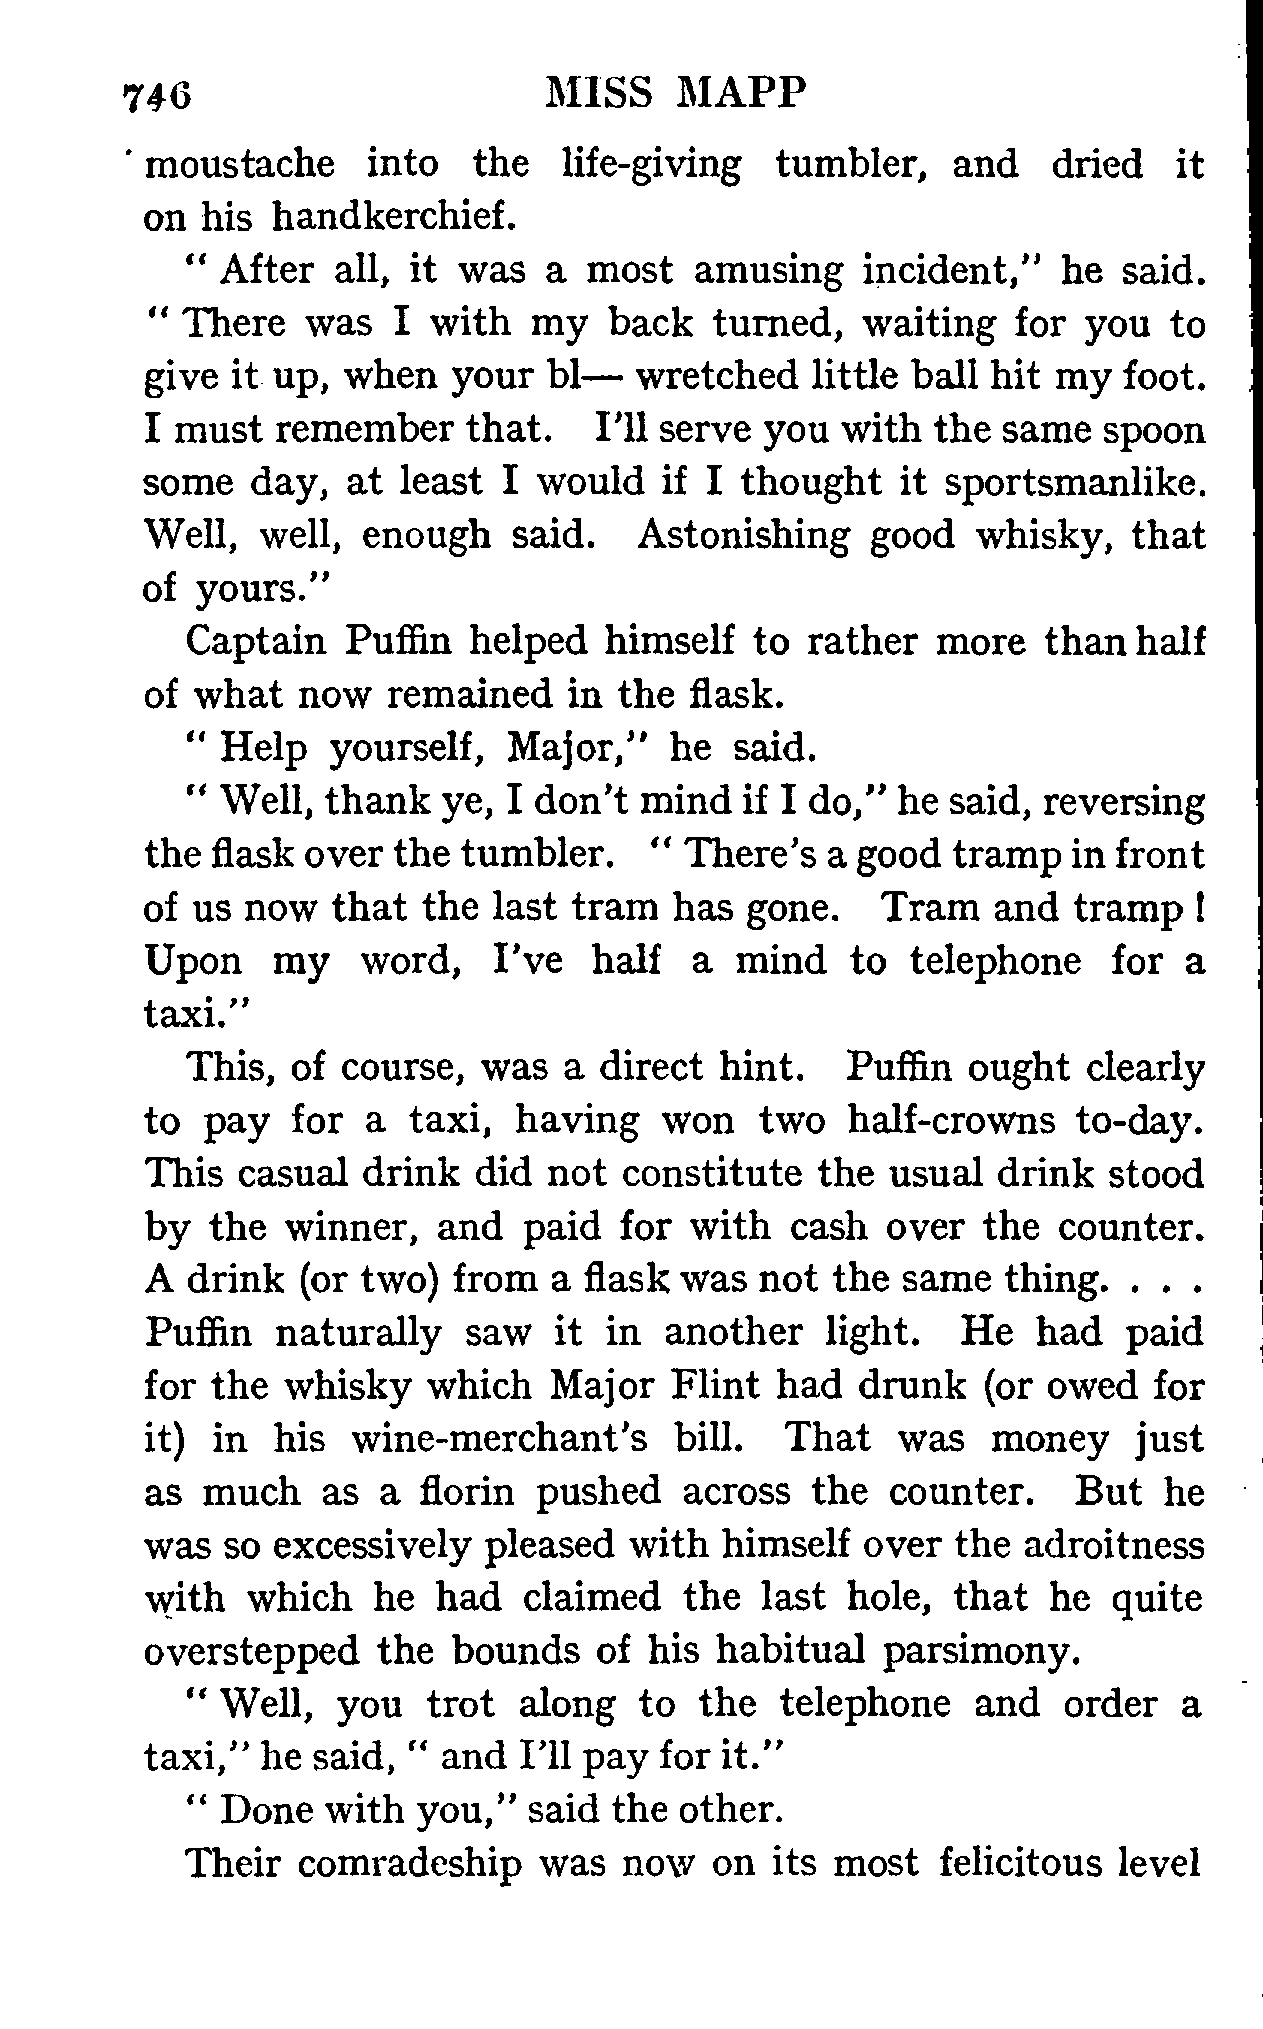 746 MISS MAPP
moustache into the life-giving tumbler, and dried it
on his handkerchief.
" After all, it was a most amusing incident," he said.
" There was I with my back turned, waiting for you to
give it up, when your bl— wretched little ball hit my foot.
I must remember that. I'll serve you with the same spoon
some day, at least I would if I thought it sportsmanlike.
Well, well, enough said. Astonishing good whisky, that
of yours."
Captain Puffin helped himself to rather more than half
of what now remained in the flask.
" Help yourself, Major," he said.
" Well, thank ye, I don't mind if I do," he said, reversing
the flask over the tumbler. " There's a good tramp in front
of us now that the last tram has gone. Tram and tramp !
Upon my word, I've half a mind to telephone for a
taxi."
This, of course, was a direct hint. Puffin ought clearly
to pay for a taxi, having won two half-crowns to-day.
This casual drink did not constitute the usual drink stood
by the winner, and paid for with cash over the counter.
A drink (or two) from a flask was not the same thing. . . .
Puffin naturally saw it in another light. He had paid
for the whisky which Major Flint had drunk (or owed for
it) in his wine-merchant's bill. That was money just
as much as a florin pushed across the counter. But he
was so excessively pleased with himself over the adroitness
with which he had claimed the last hole, that he quite
overstepped the bounds of his habitual parsimony.
" Well, you trot along to the telephone and order a
taxi," he said, " and I'll pay for it."
" Done with you," said the other.
Their comradeship was now on its most felicitous level